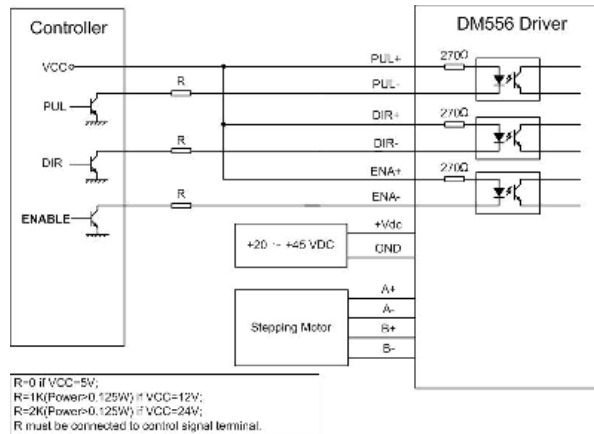 Controller
DM556 Driver
VCC
PUL+
270Ω
PUL
R
PUL-
DIR+
270Ω
DIR
R
DIR-
ENA+
270Ω
ENABLE
R
ENA-
+20 ~ +45 VDC
+Vdc
GND
Stepping Motor
A+
A-
B+
B-
R=0 if VCC=5V;
R=1K(Power>0.125W) if VCC=12V;
R=2K(Power>0.125W) if VCC=24V;
R must be connected to control signal terminal.